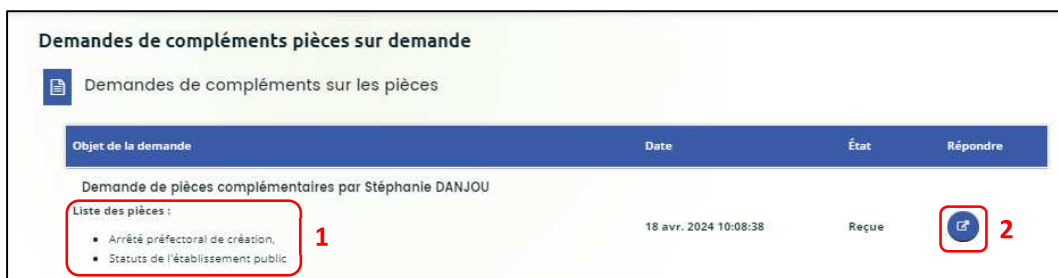 Demandes de compléments pièces sur demande
Demandes de compléments sur les pièces
Objet de la demande Date État Répondre
Demande de pièces complémentaires par Stéphanie DANJOU
Liste des pièces :
1
18 avr. 2024 10:08:38 Reçue 2
• Arrêté préfectoral de création,
• Statuts de l'établissement public